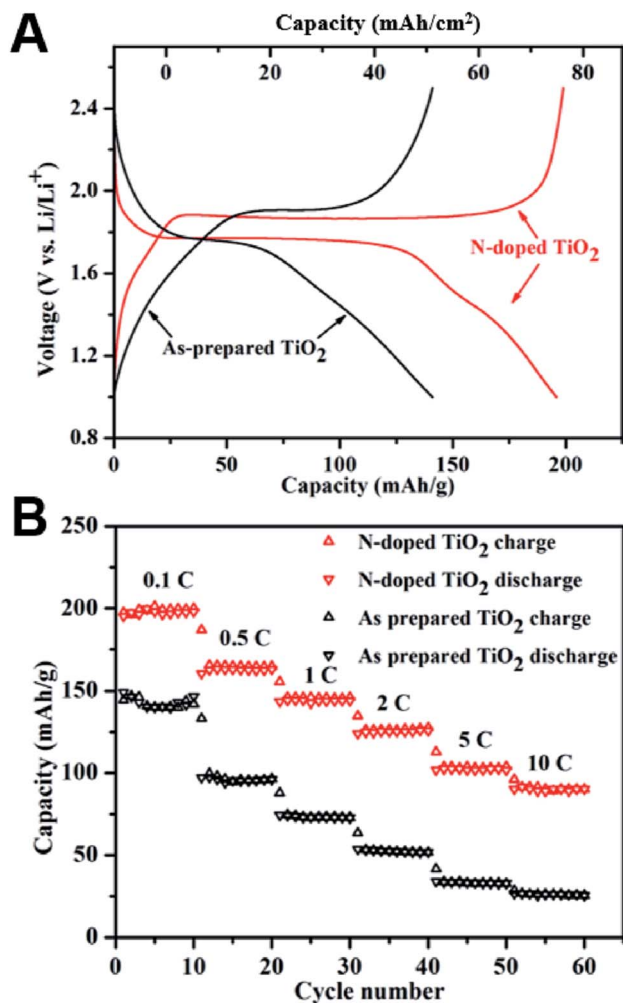 A
Capacity (mAh/cm²)
0 20 40 60 80
2.4
2.0
1.6
1.2
0.8
Voltage (V vs. Li/Li⁺)
N-doped TiO₂
As-prepared TiO₂
0 50 100 150 200
Capacity (mAh/g)
B
250
200
150
100
50
0
Capacity (mAh/g)
N-doped TiO₂ charge
N-doped TiO₂ discharge
As prepared TiO₂ charge
As prepared TiO₂ discharge
0.1 C
0.5 C
1 C
2 C
5 C
10 C
0 10 20 30 40 50 60
Cycle number